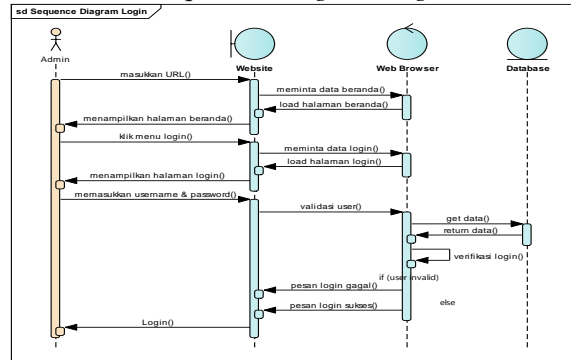 sd Sequence Diagram Login
Admin
Website
Web Browser
Database
masukkan URL()
meminta data beranda()
load halaman beranda()
menampilkan halaman beranda()
klik menu login()
meminta data login()
load halaman login()
menampilkan halaman login()
memasukkan username & password()
validasi user()
get data()
return data()
verifikasi login()
if (user invalid)
pesan login gagal()
else
pesan login sukses()
Login()